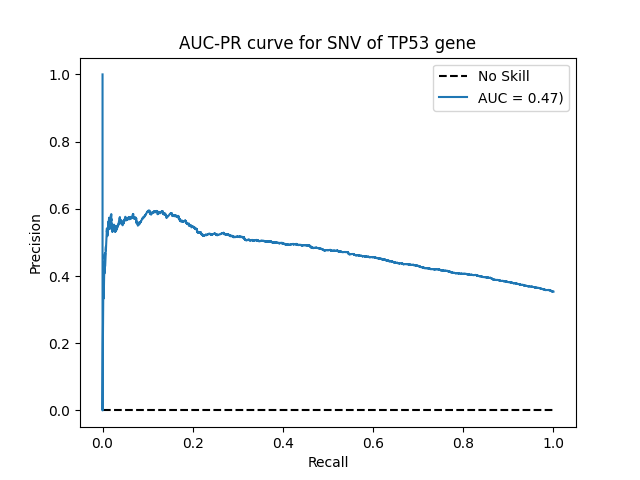 AUC-PR curve for SNV of TP53 gene
1.0
0.8
0.6
0.4
0.2
0.0
Precision
No Skill
AUC = 0.47)
0.0 0.2 0.4 0.6 0.8 1.0
Recall